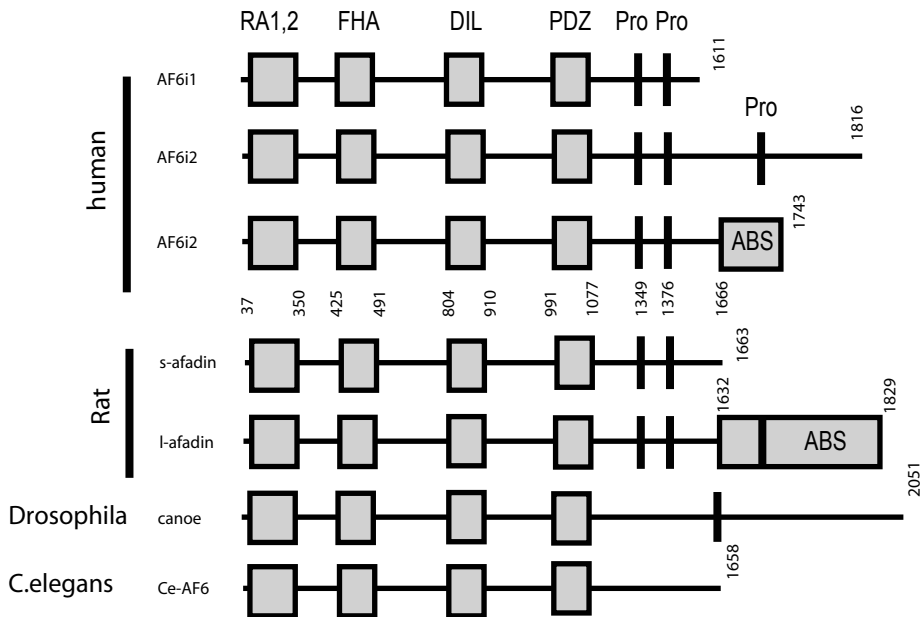 RA1,2 FHA DIL PDZ Pro Pro
AF6i1 1611
Pro
human AF6i2 1816
AF6i2 ABS 1743
37 350 425 491 804 910 991 1077 1349 1376 1666
s-afadin 1663
Rat
1632 1829
l-afadin ABS
Drosophila canoe 2051
C.elegans Ce-AF6 1658